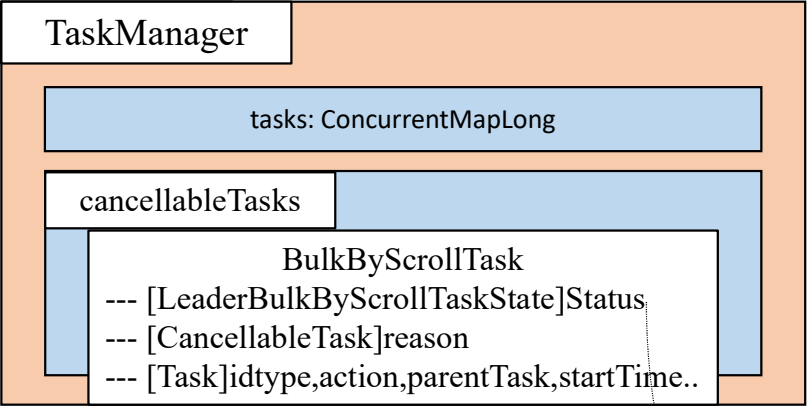 TaskManager
tasks: ConcurrentMapLong
cancellableTasks
BulkByScrollTask
--- [LeaderBulkByScrollTaskState]Status
--- [CancellableTask]reason
--- [Task]idtype,action,parentTask,startTime..